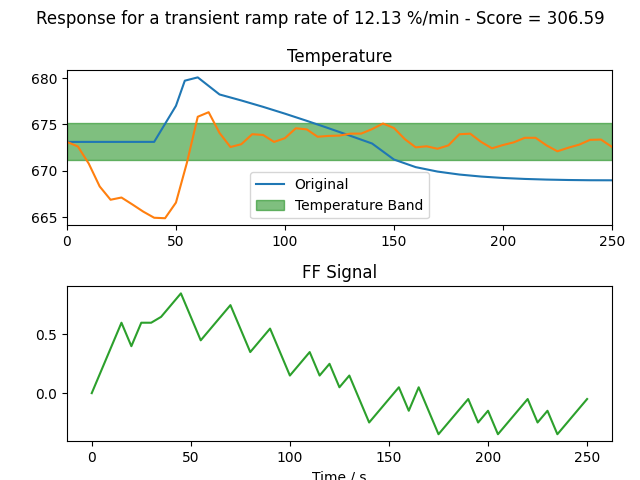 Response for a transient ramp rate of 12.13 %/min - Score = 306.59
Temperature
680
675
670
665
Original
Temperature Band
0 50 100 150 200 250
FF Signal
0.5
0.0
0 50 100 150 200 250
Time / s